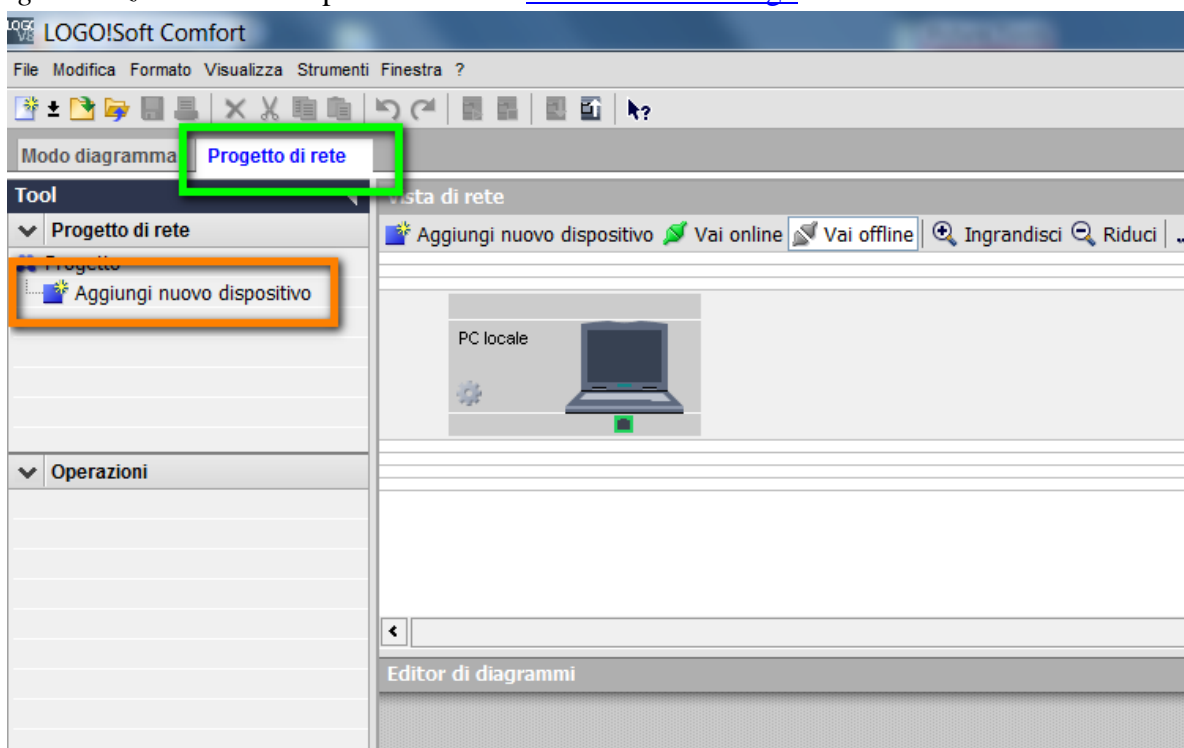 LOGO!Soft Comfort
File Modifica Formato Visualizza Strumenti Finestra ?
Modo diagramma Progetto di rete
Tool
Vista di rete
Progetto di rete
Aggiungi nuovo dispositivo Vai online Vai offline Ingrandisci Riduci
Progetto
Aggiungi nuovo dispositivo
PC locale
Operazioni
Editor di diagrammi